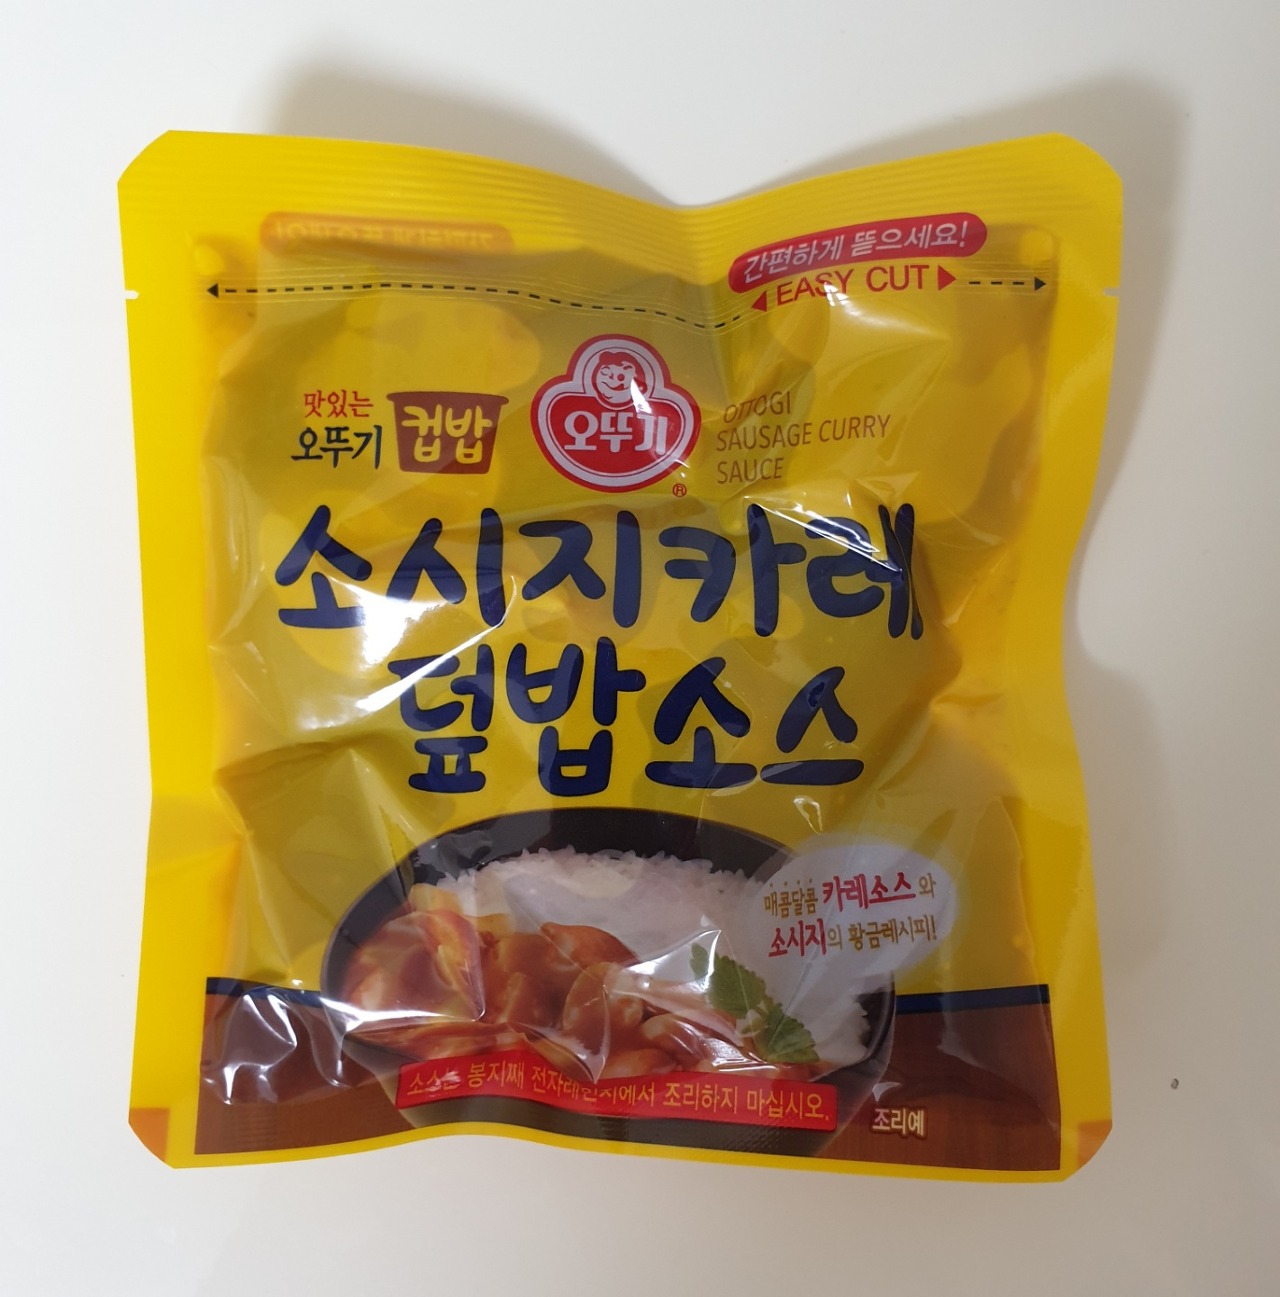 간편하게 뜯으세요!
EASY CUT
맛있는
오뚜기 컵밥
오뚜기
OTTOGI
SAUSAGE CURRY
SAUCE
소시지카레
덮밥소스
매콤달콤 카레소스와
소시지의 황금레시피!
소스는 봉지째 전자레인지에서 조리하지 마십시오.
조리예